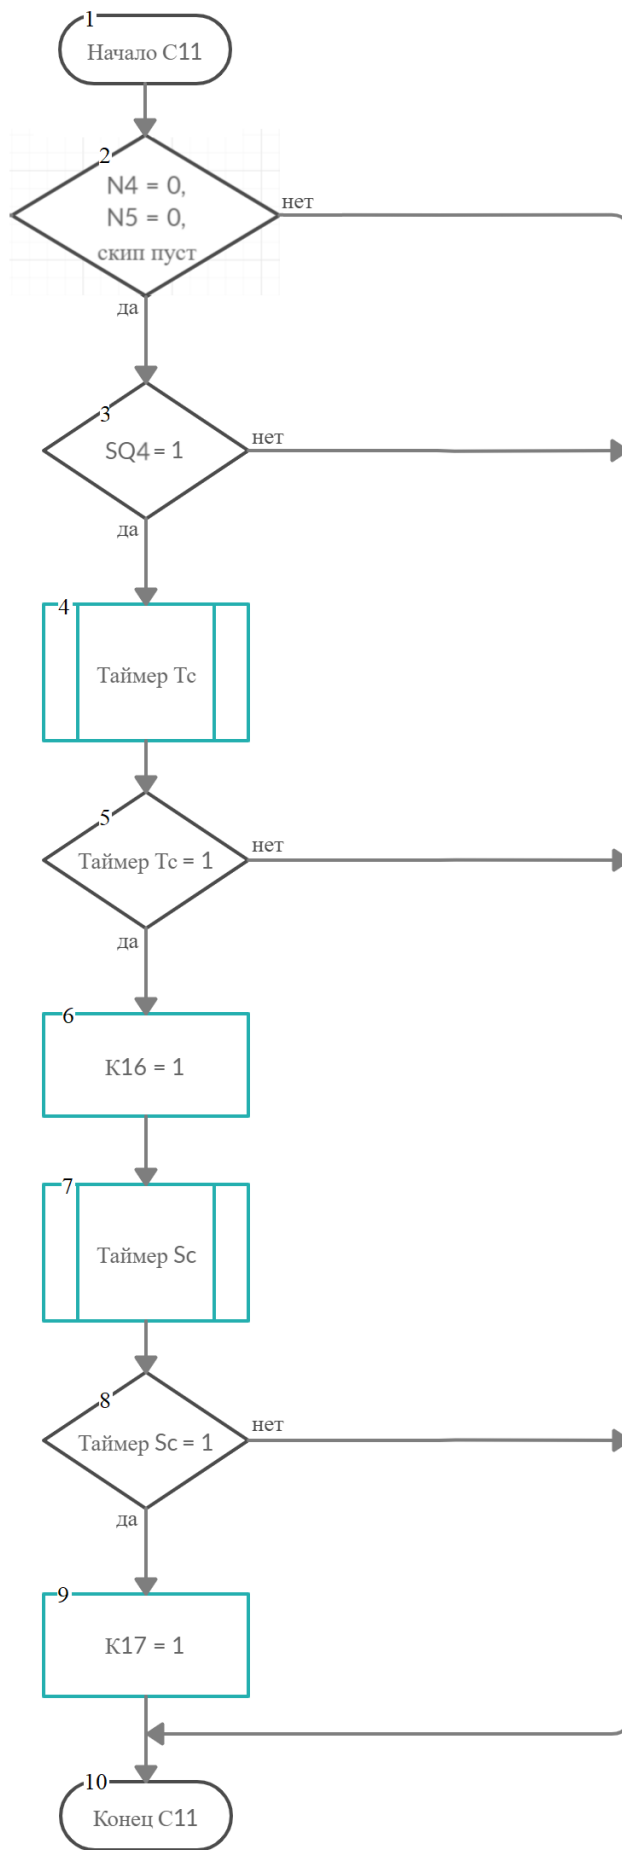 1
Начало С11
2
N4 = 0,
N5 = 0,
скип пуст
нет
да
3
SQ4 = 1
нет
да
4
Таймер Тс
5
Таймер Тс = 1
нет
да
6
К16 = 1
7
Таймер Sc
8
Таймер Sc = 1
нет
да
9
К17 = 1
10
Конец С11